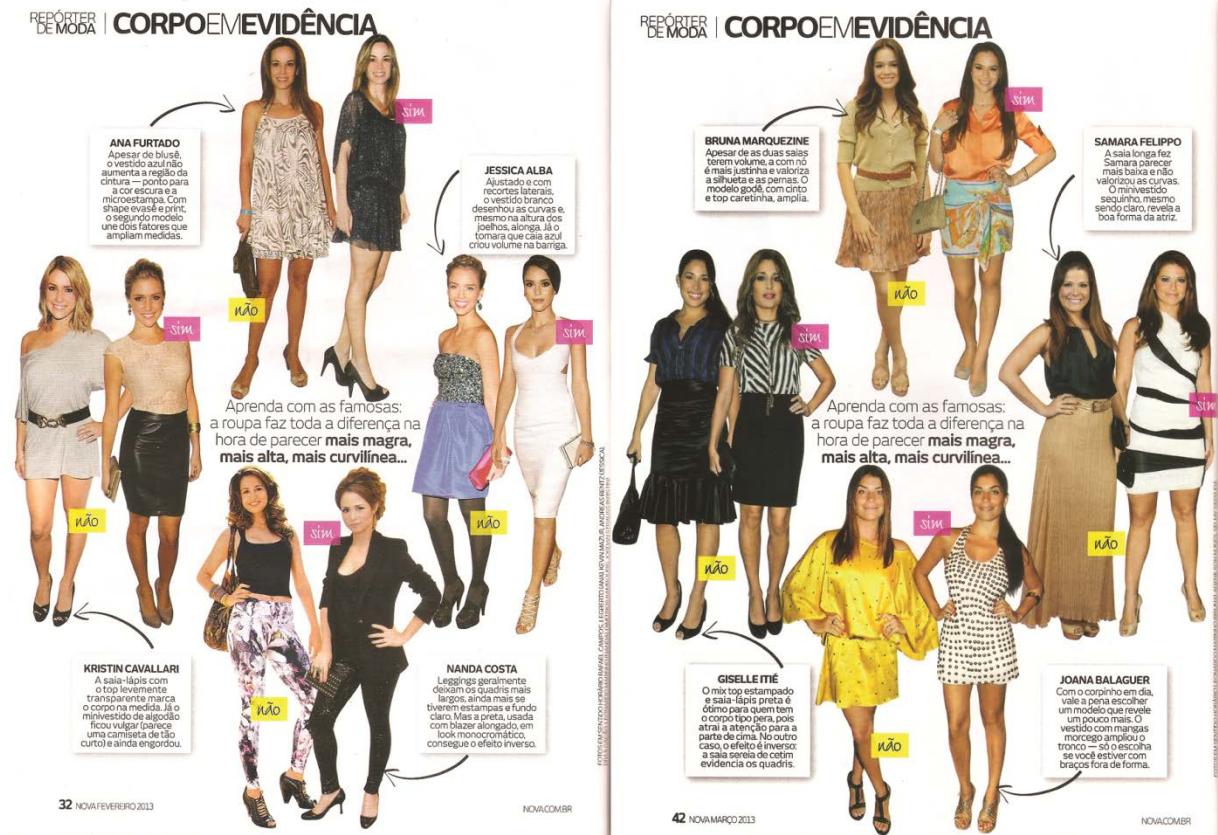 REPÓRTER
DE MODA | CORPO EM EVIDÊNCIA
sim
ANA FURTADO
Apesar de blusê,
o vestido azul não
aumenta a região da
cintura — ponto para
a cor escura e a
microestampa. Com
shape evasê e print,
o segundo modelo
une dois fatores que
ampliam medidas.
JESSICA ALBA
Ajustado e com
recortes laterais,
o vestido branco
desenhou as curvas e,
mesmo na altura dos
joelhos, alonga. Já o
tomara que caia azul
criou volume na barriga.
não
sim
sim
Aprenda com as famosas:
a roupa faz toda a diferença na
hora de parecer mais magra,
mais alta, mais curvilínea...
não
sim
não
KRISTIN CAVALLARI
A saia-lápis com
o top levemente
transparente marca
o corpo na medida. Já o
minivestido de algodão
ficou vulgar (parece
uma camiseta de tão
curto) e ainda engordou.
não
NANDA COSTA
Leggings geralmente
deixam os quadris mais
largos, ainda mais se
tiverem estampas e fundo
claro. Mas a preta, usada
com blazer alongado, em
look monocromático,
consegue o efeito inverso.
32 NOVA FEVEREIRO 2013
NOVA.COM.BR
REPÓRTER
DE MODA | CORPO EM EVIDÊNCIA
sim
BRUNA MARQUEZINE
Apesar de as duas saias
terem volume, a com nó
é mais justinha e valoriza
a silhueta e as pernas. O
modelo godê, com cinto
e top caretinha, amplia.
SAMARA FELIPPO
A saia longa fez
Samara parecer
mais baixa e não
valorizou as curvas.
O minivestido
sequinho, mesmo
sendo claro, revela a
boa forma da atriz.
não
sim
sim
Aprenda com as famosas:
a roupa faz toda a diferença na
hora de parecer mais magra,
mais alta, mais curvilínea...
sim
não
não
GISELLE ITIÉ
O mix top estampado
e saia-lápis preta é
ótimo para quem tem
o corpo tipo pera, pois
atrai a atenção para a
parte de cima. No outro
caso, o efeito é inverso:
a saia sereia de cetim
evidencia os quadris.
não
JOANA BALAGUER
Com o corpinho em dia,
vale a pena escolher
um modelo que revele
um pouco mais. O
vestido com mangas
morcego ampliou o
tronco — só o escolha
se você estiver com
braços fora de forma.
42 NOVA MARÇO 2013
NOVA.COM.BR